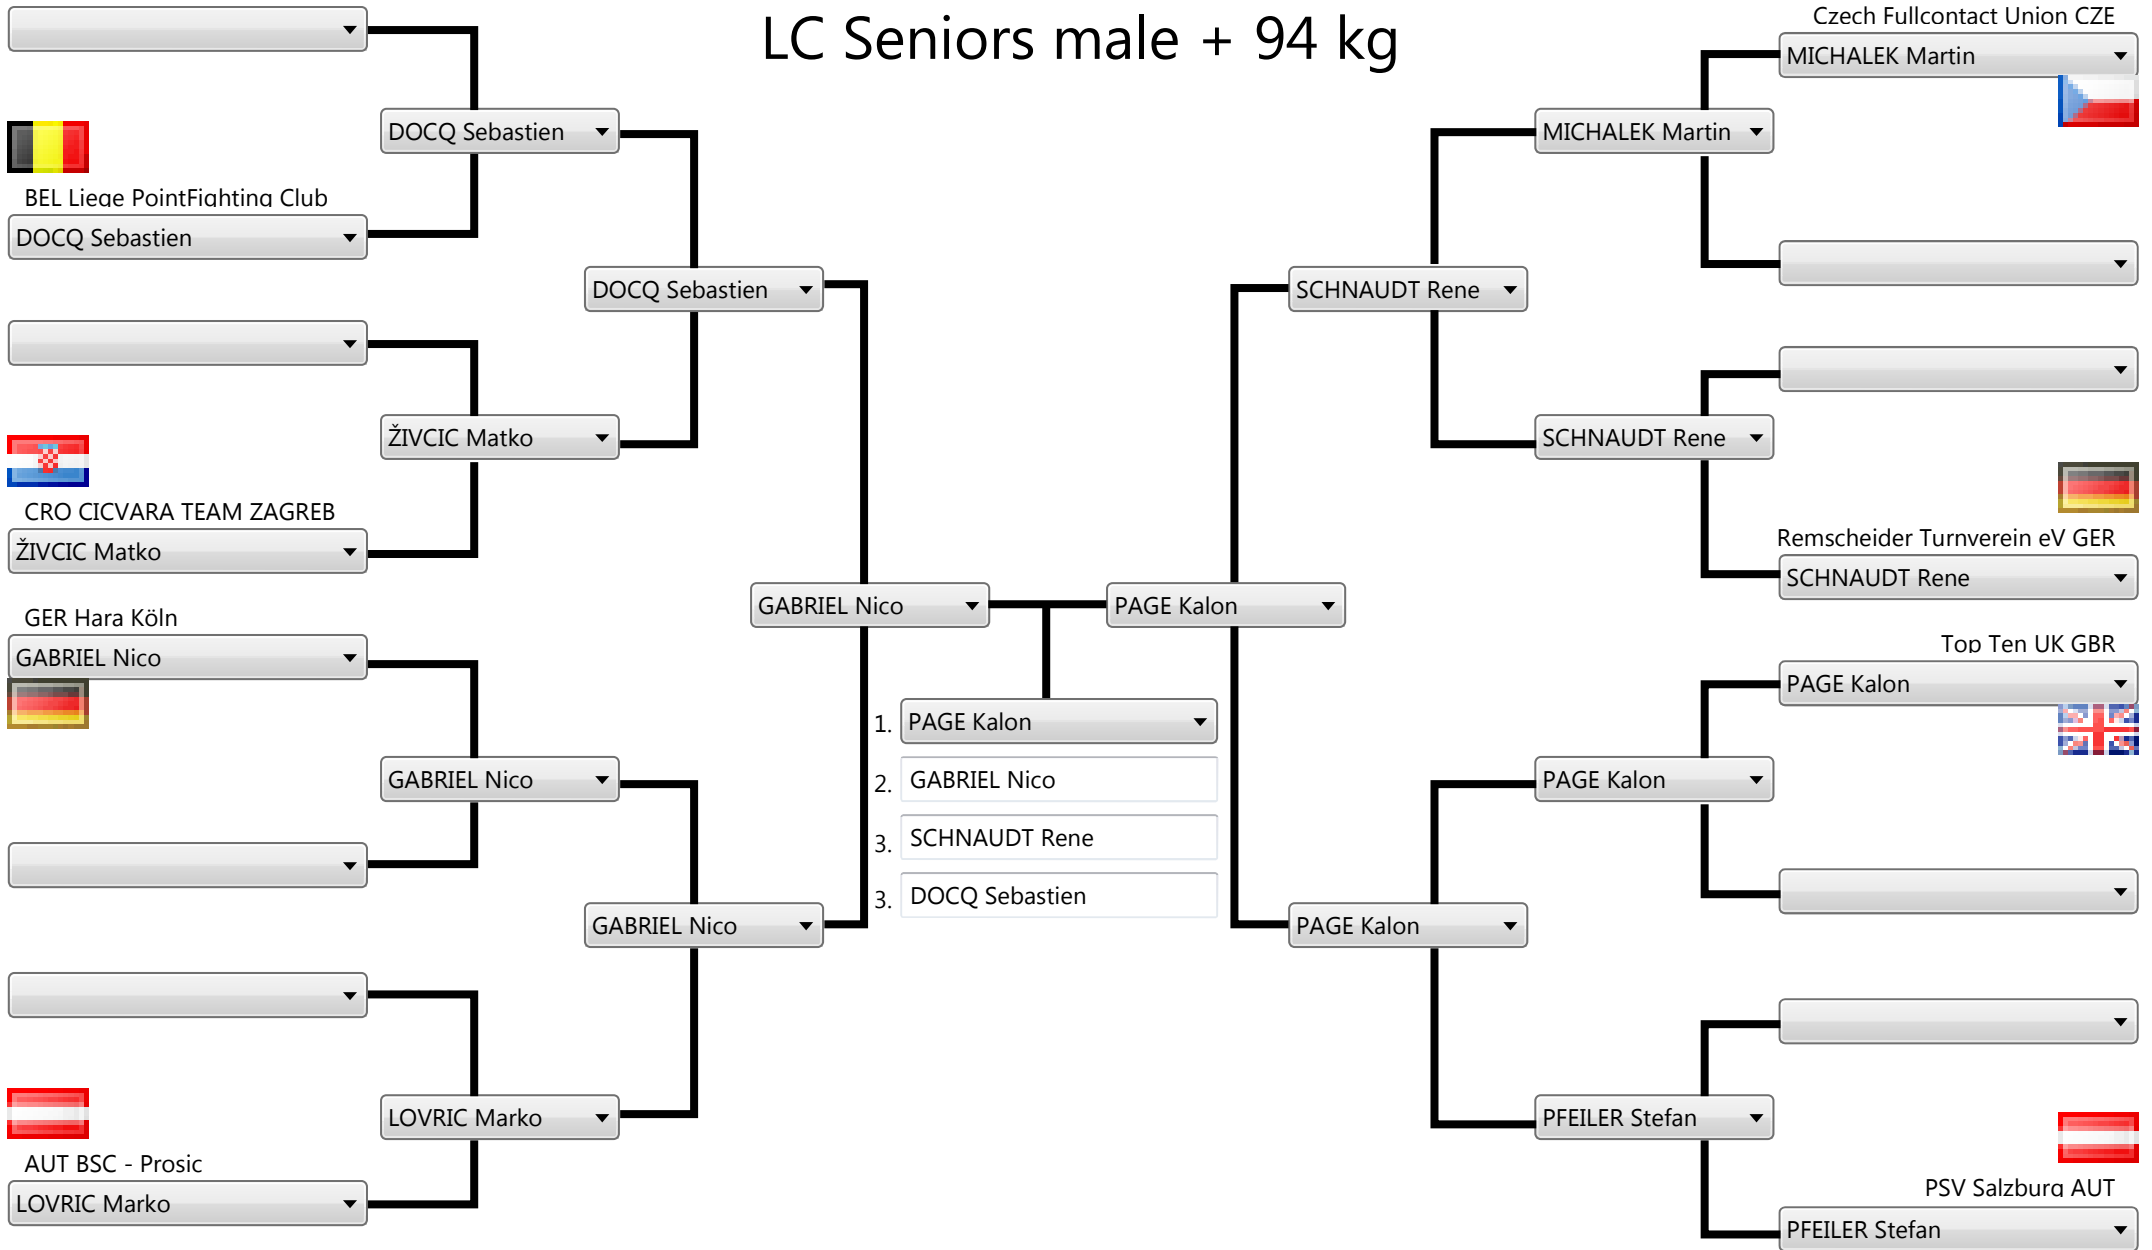 LC Seniors male + 94 kg
BEL Liege PointFighting Club
DOCQ Sebastien
CRO CICVARA TEAM ZAGREB
ŽIVCIC Matko
GER Hara Köln
GABRIEL Nico
AUT BSC - Prosic
LOVRIC Marko
DOCQ Sebastien
ŽIVCIC Matko
GABRIEL Nico
LOVRIC Marko
DOCQ Sebastien
GABRIEL Nico
GABRIEL Nico
PAGE Kalon
1. PAGE Kalon
2. GABRIEL Nico
3. SCHNAUDT Rene
3. DOCQ Sebastien
SCHNAUDT Rene
PAGE Kalon
MICHALEK Martin
SCHNAUDT Rene
PAGE Kalon
PFEILER Stefan
Czech Fullcontact Union CZE
MICHALEK Martin
Remscheider Turnverein eV GER
SCHNAUDT Rene
Top Ten UK GBR
PAGE Kalon
PSV Salzburg AUT
PFEILER Stefan